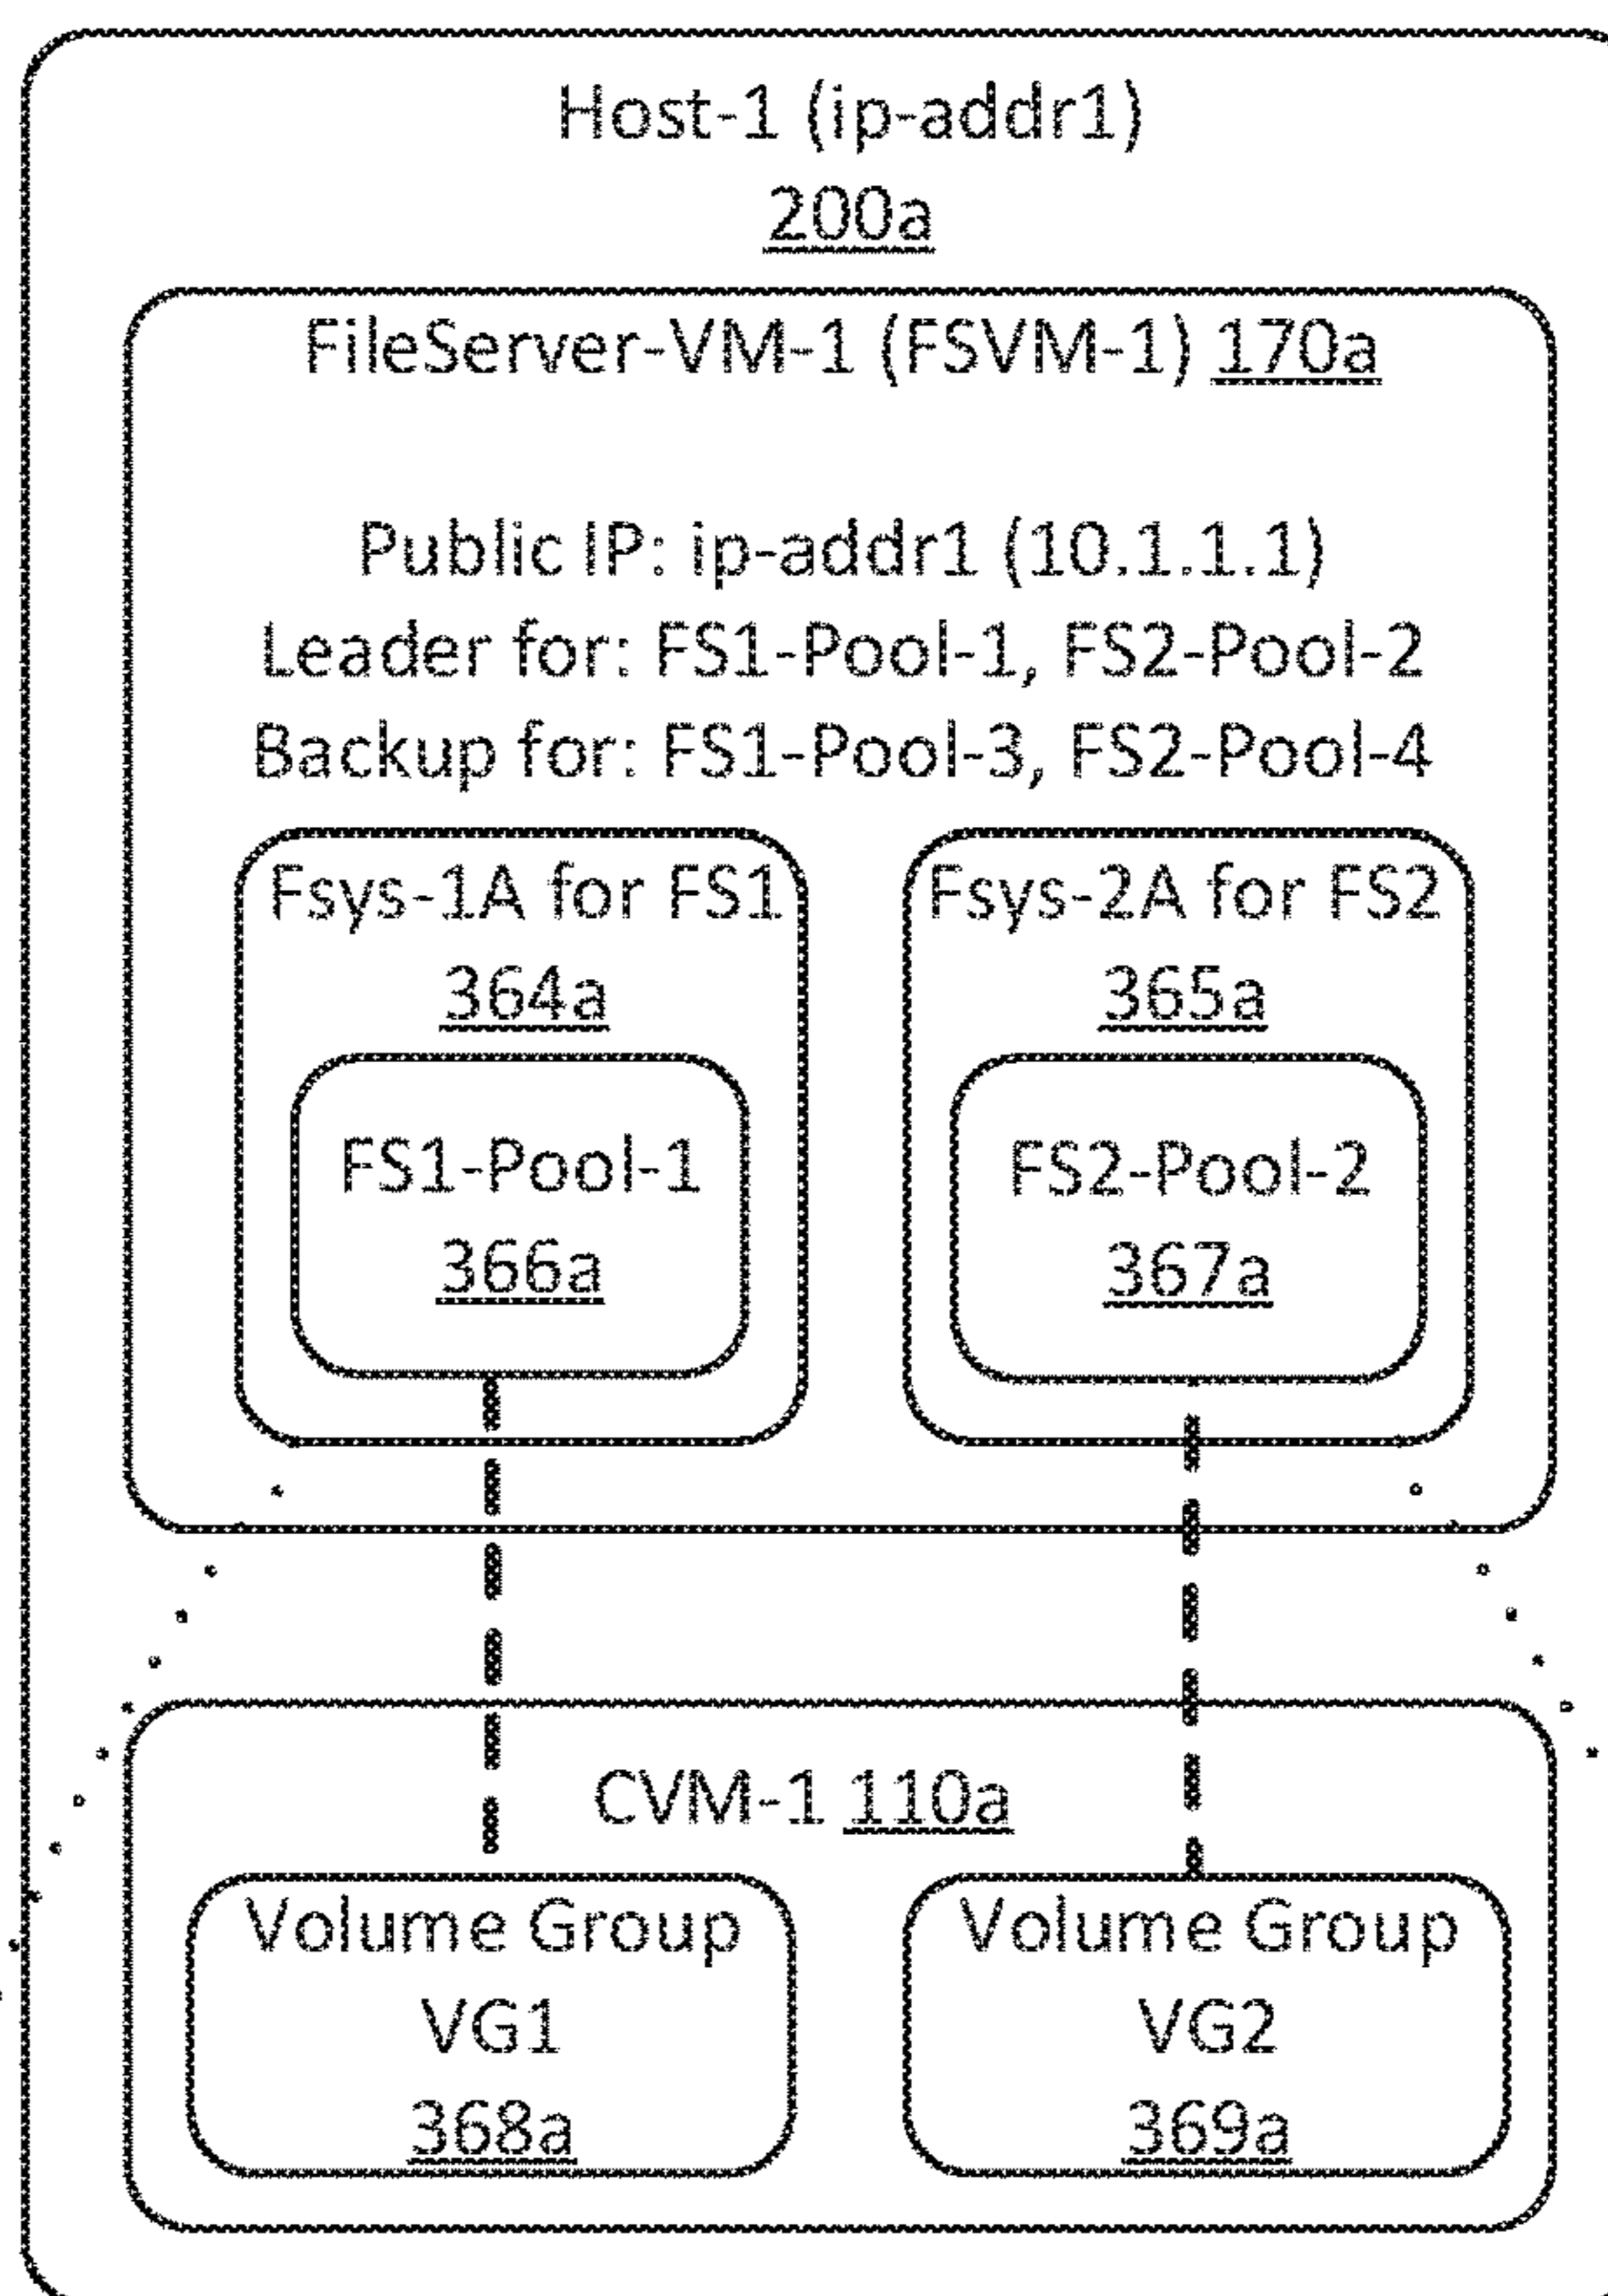 Host-1 (ip-addr1)
200a
FileServer-VM-1 (FSVM-1) 170a
Public IP: ip-addr1 (10.1.1.1)
Leader for: FS1-Pool-1, FS2-Pool-2
Backup for: FS1-Pool-3, FS2-Pool-4
Fsys-1A for FS1
364a
FS1-Pool-1
366a
Fsys-2A for FS2
365a
FS2-Pool-2
367a
CVM-1 110a
Volume Group
VG1
368a
Volume Group
VG2
369a